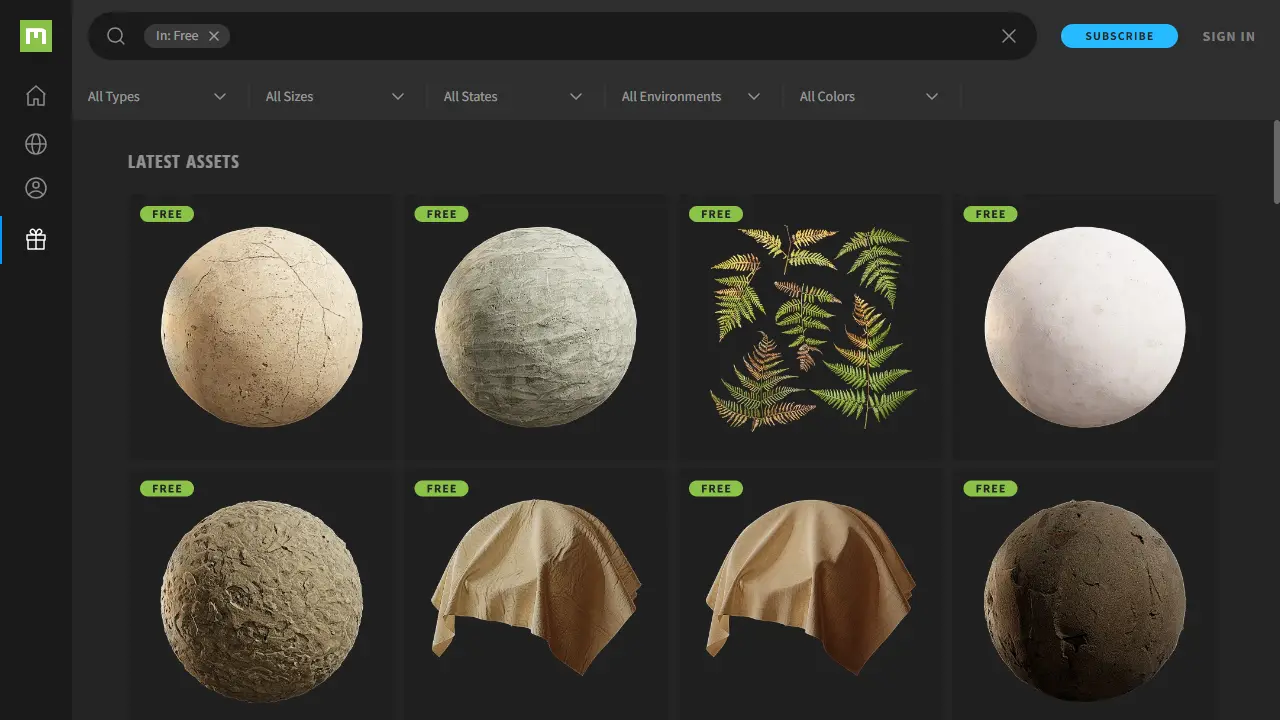 In: Free
SUBSCRIBE
SIGN IN
All Types
All Sizes
All States
All Environments
All Colors
LATEST ASSETS
FREE
FREE
FREE
FREE
FREE
FREE
FREE
FREE